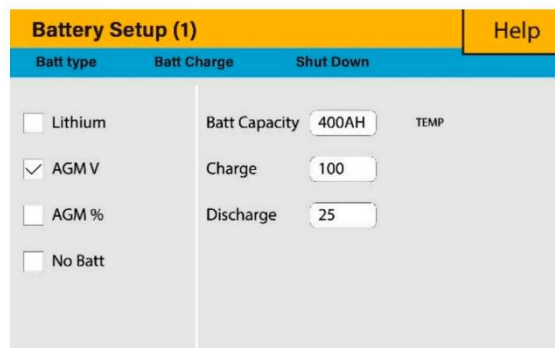 Battery Setup (1)
Help
Batt type Batt Charge Shut Down
Lithium
AGM V
AGM %
No Batt
Batt Capacity 400AH TEMP
Charge 100
Discharge 25